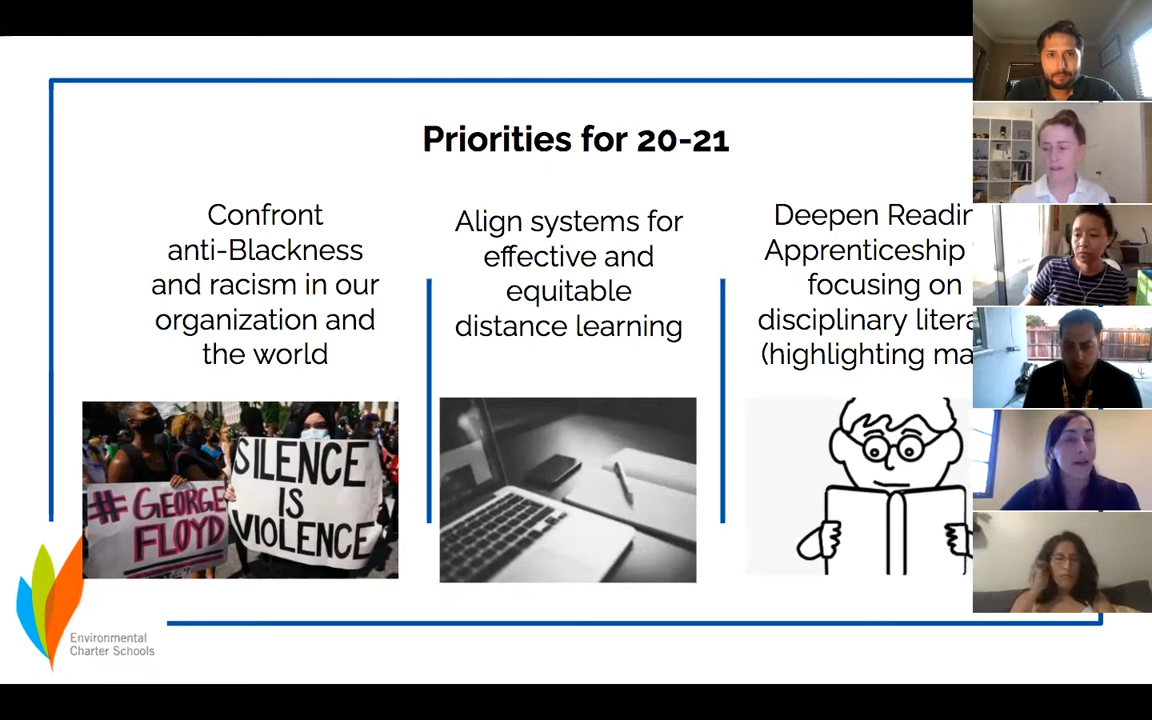 Priorities for 20-21
Confront
anti-Blackness
and racism in our
organization and
the world
Align systems for
effective and
equitable
distance learning
Deepen Readin
Apprenticeship
focusing on
disciplinary litera
(highlighting ma
# GEORGE
FLOYD
SILENCE
IS
VIOLENCE
Environmental
Charter Schools